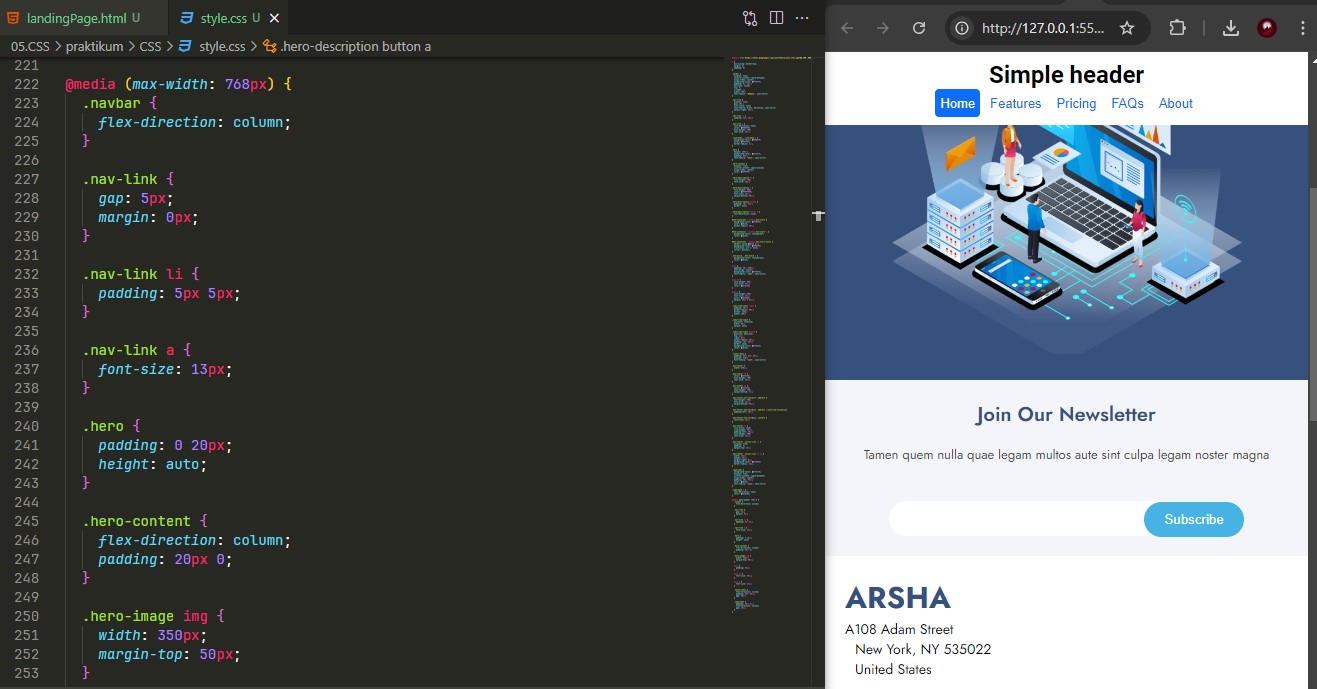 landingPage.html U
style.css U
05.CSS > praktikum > CSS > style.css > .hero-description button a
221
222 @media (max-width: 768px) {
223 .navbar {
224 flex-direction: column;
225 }
226
227 .nav-link {
228 gap: 5px;
229 margin: 0px;
230 }
231
232 .nav-link li {
233 padding: 5px 5px;
234 }
235
236 .nav-link a {
237 font-size: 13px;
238 }
239
240 .hero {
241 padding: 0 20px;
242 height: auto;
243 }
244
245 .hero-content {
246 flex-direction: column;
247 padding: 20px 0;
248 }
249
250 .hero-image img {
251 width: 350px;
252 margin-top: 50px;
253 }
http://127.0.0.1:55...
Simple header
Home Features Pricing FAQs About
Join Our Newsletter
Tamen quem nulla quae legam multos aute sint culpa legam noster magna
Subscribe
ARSHA
A108 Adam Street
New York, NY 535022
United States